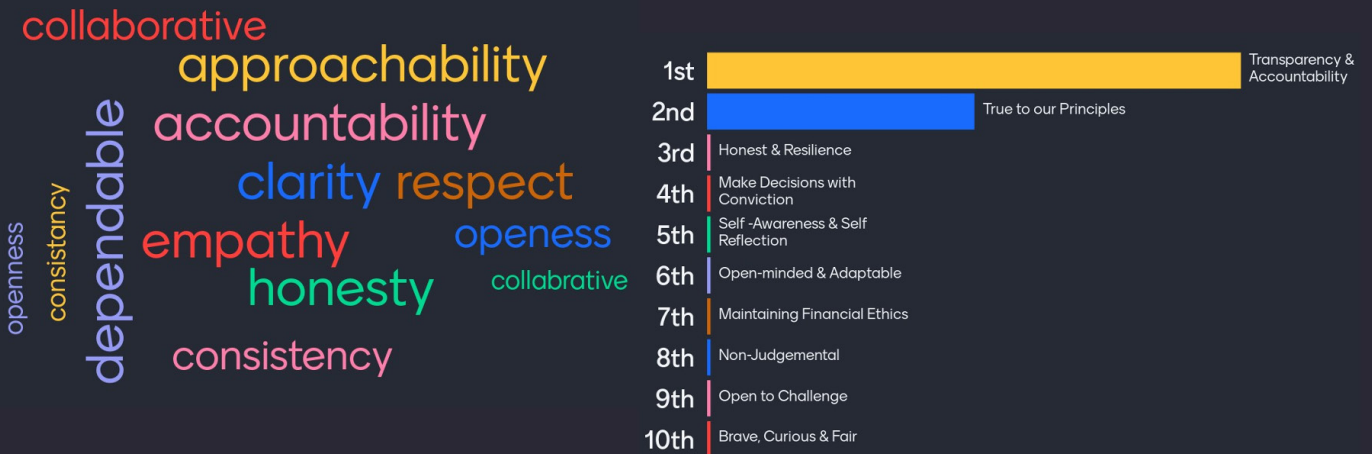 collaborative
approachability
accountability
dependable
clarity respect
consistancy
openness
empathy
openess
honesty
collabrative
consistency
1st
Transparency &
Accountability
2nd
True to our Principles
3rd
Honest & Resilience
4th
Make Decisions with
Conviction
5th
Self -Awareness & Self
Reflection
6th
Open-minded & Adaptable
7th
Maintaining Financial Ethics
8th
Non-Judgemental
9th
Open to Challenge
10th
Brave, Curious & Fair